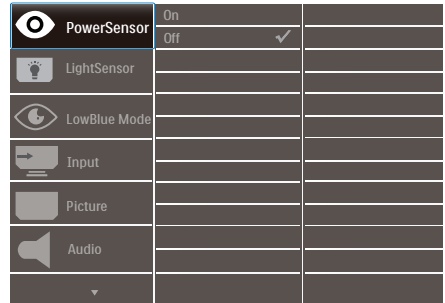 PowerSensor
On
Off
LightSensor
LowBlue Mode
Input
Picture
Audio